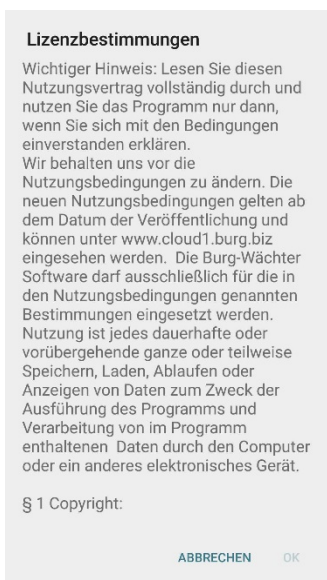 Lizenzbestimmungen
Wichtiger Hinweis: Lesen Sie diesen
Nutzungsvertrag vollständig durch und
nutzen Sie das Programm nur dann,
wenn Sie sich mit den Bedingungen
einverstanden erklären.
Wir behalten uns vor die
Nutzungsbedingungen zu ändern. Die
neuen Nutzungsbedingungen gelten ab
dem Datum der Veröffentlichung und
können unter www.cloud1.burg.biz
eingesehen werden.  Die Burg-Wächter
Software darf ausschließlich für die in
den Nutzungsbedingungen genannten
Bestimmungen eingesetzt werden.
Nutzung ist jedes dauerhafte oder
vorübergehende ganze oder teilweise
Speichern, Laden, Ablaufen oder
Anzeigen von Daten zum Zweck der
Ausführung des Programms und
Verarbeitung von im Programm
enthaltenen  Daten durch den Computer
oder ein anderes elektronisches Gerät.
§ 1 Copyright:
ABBRECHEN OK